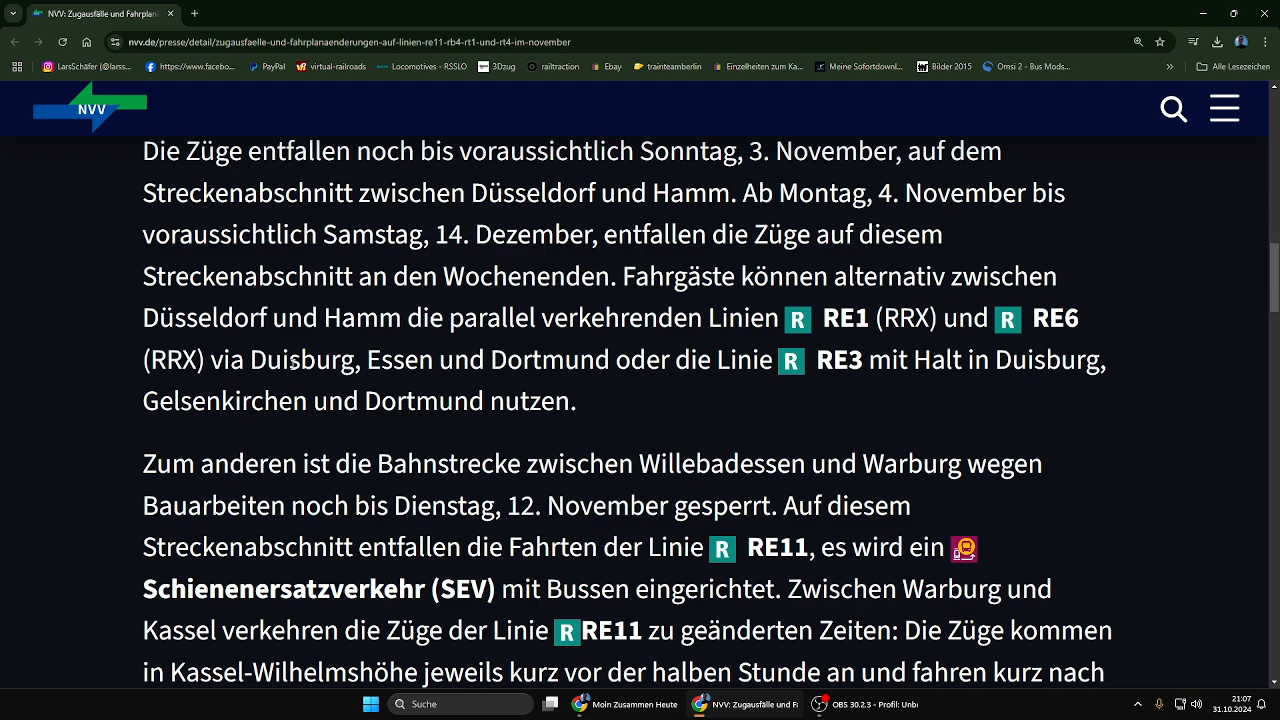 NVV: Zugausfälle und Fahrplan
nvv.de/presse/detail/zugausfaelle-und-fahrplanaenderungen-auf-linien-re11-rb4-rt1-und-rt4-im-november
LarsSchäfer (@larss... https://www.facebo... PayPal virtual-railroads Locomotives - RSSLO 3Dzug railtraction Ebay trainteamberlin Einzelzeiten zum Ka... Meine Sofortdownl... Bilder 2015 Omsi 2 - Bus Mods... » Alle Lesezeichen
NVV
Die Züge entfallen noch bis voraussichtlich Sonntag, 3. November, auf dem
Streckenabschnitt zwischen Düsseldorf und Hamm. Ab Montag, 4. November bis
voraussichtlich Samstag, 14. Dezember, entfallen die Züge auf diesem
Streckenabschnitt an den Wochenenden. Fahrgäste können alternativ zwischen
Düsseldorf und Hamm die parallel verkehrenden Linien R RE1 (RRX) und R RE6
(RRX) via Duisburg, Essen und Dortmund oder die Linie R RE3 mit Halt in Duisburg,
Gelsenkirchen und Dortmund nutzen.
Zum anderen ist die Bahnstrecke zwischen Willebadessen und Warburg wegen
Bauarbeiten noch bis Dienstag, 12. November gesperrt. Auf diesem
Streckenabschnitt entfallen die Fahrten der Linie R RE11, es wird ein
Schienenersatzverkehr (SEV) mit Bussen eingerichtet. Zwischen Warburg und
Kassel verkehren die Züge der Linie R RE11 zu geänderten Zeiten: Die Züge kommen
in Kassel-Wilhelmshöhe jeweils kurz vor der halben Stunde an und fahren kurz nach
Suche Moin Zusammen Heute NVV: Zugausfälle und Fa OBS 30.2.3 - Profil: Unb 21:07
31.10.2024